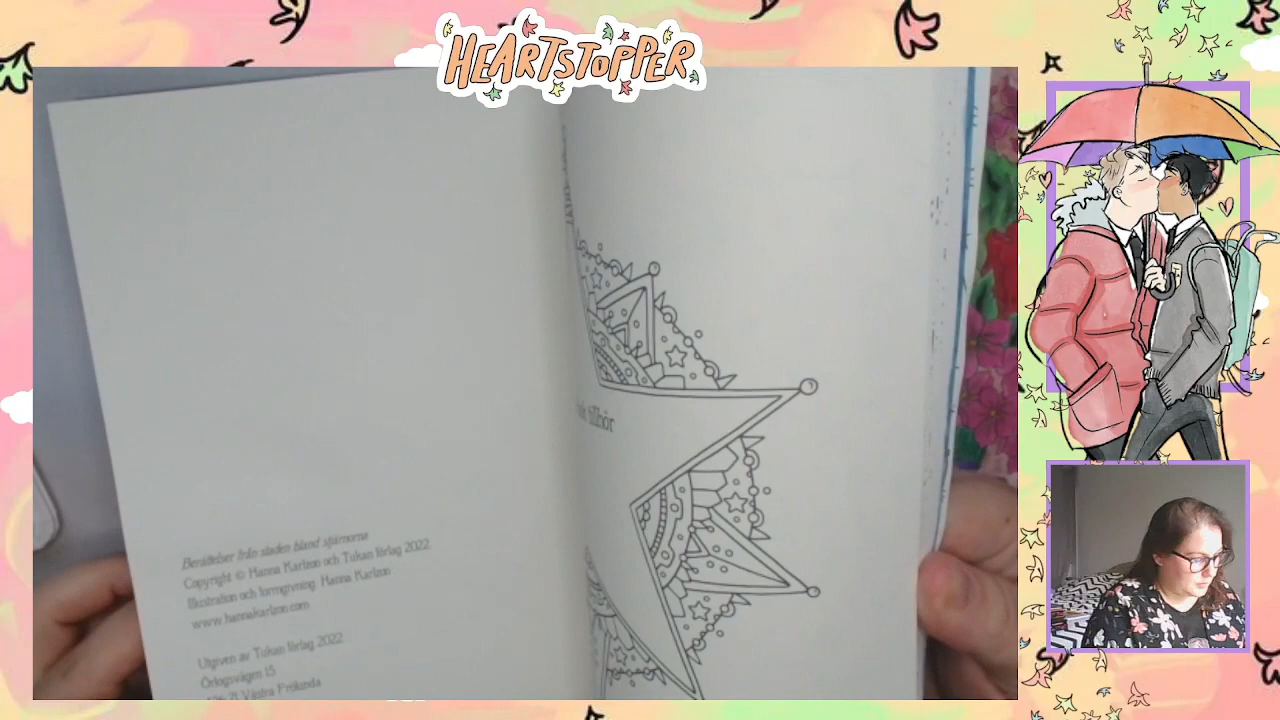 HEARTSTOPPER
tillhör
Berättelser från staden bland stjärnorna
Copyright © Hanna Karlzon och Tukan förlag 2022
Illustration och formgivning: Hanna Karlzon
www.hannakarlzon.com
Utgiven av Tukan förlag 2022
Örlogsvägen 15
Västra Frölunda